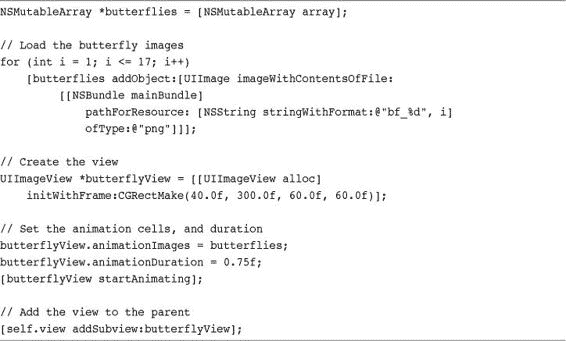 NSMutableArray *butterflies = [NSMutableArray array];
// Load the butterfly images
for (int i = 1; i <= 17; i++)
    [butterflies addObject:[UIImage imageWithContentsOfFile:
        [[NSBundle mainBundle]
            pathForResource: [NSString stringWithFormat:@"bf_%d", i]
            ofType:@"png"]]];
// Create the view
UIImageView *butterflyView = [[UIImageView alloc]
    initWithFrame:CGRectMake(40.0f, 300.0f, 60.0f, 60.0f)];
// Set the animation cells, and duration
butterflyView.animationImages = butterflies;
butterflyView.animationDuration = 0.75f;
[butterflyView startAnimating];
// Add the view to the parent
[self.view addSubview:butterflyView];